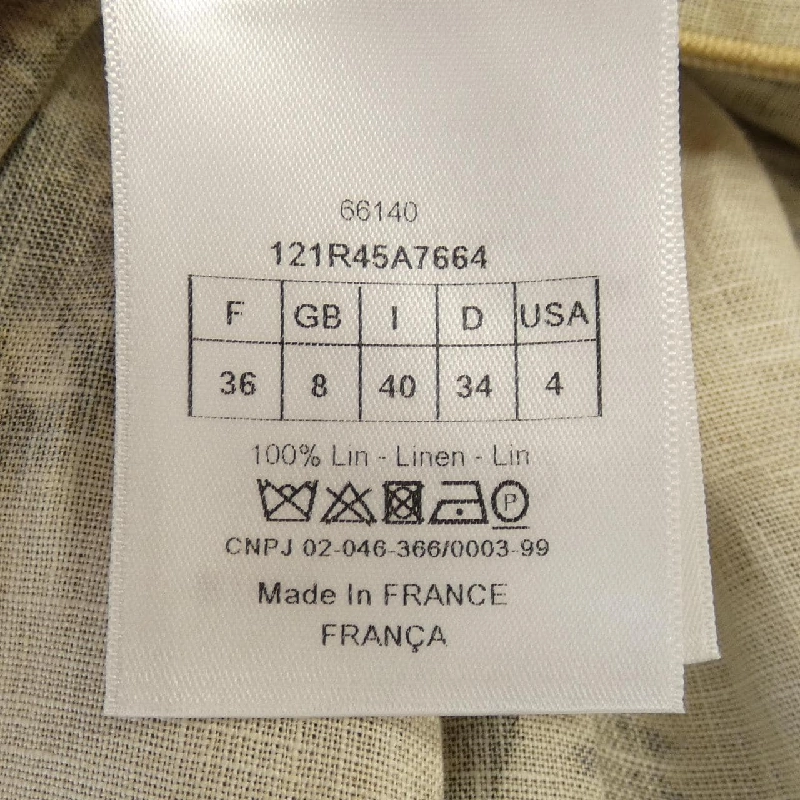 66140
121R45A7664
F GB I D USA
36 8 40 34 4
100% Lin - Linen - Lin
P
CNPJ 02-046-366/0003-99
Made In FRANCE
FRANÇA